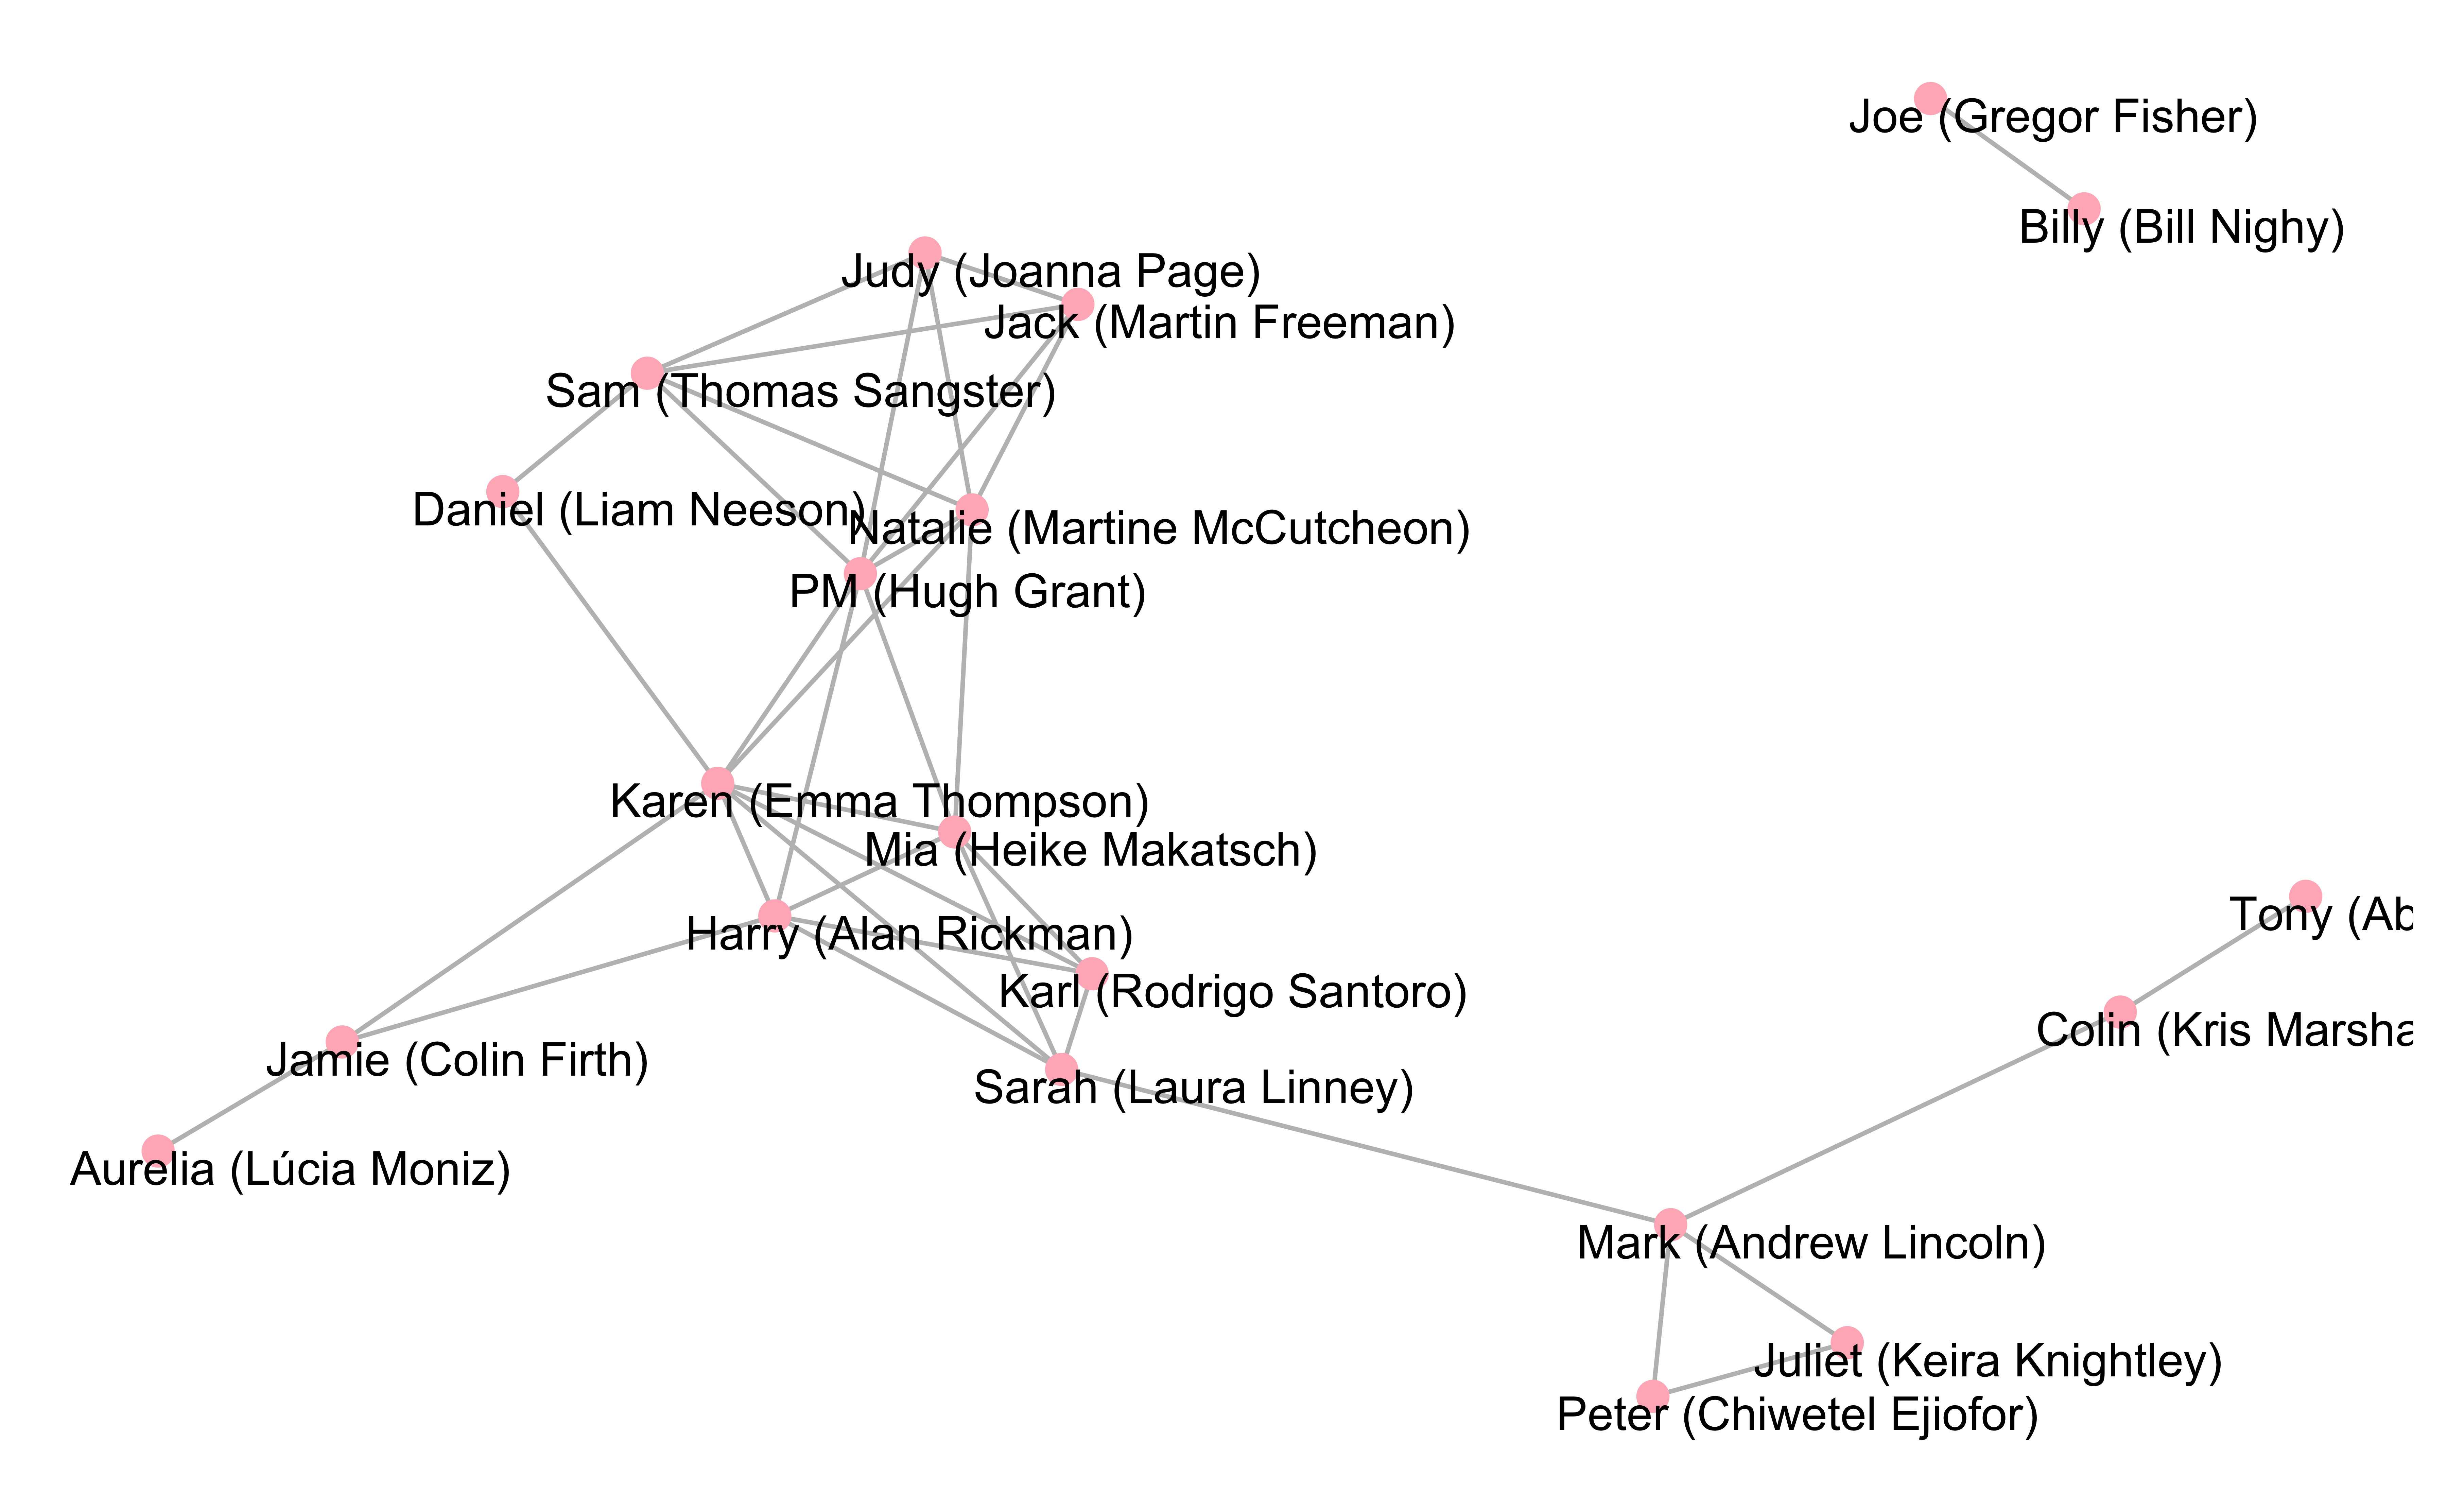 Joe (Gregor Fisher)
Billy (Bill Nighy)
Judy (Joanna Page)
Jack (Martin Freeman)
Sam (Thomas Sangster)
Daniel (Liam Neeson)
Natalie (Martine McCutcheon)
PM (Hugh Grant)
Karen (Emma Thompson)
Mia (Heike Makatsch)
Harry (Alan Rickman)
Tony (Ab
Karl (Rodrigo Santoro)
Colin (Kris Marsha
Jamie (Colin Firth)
Sarah (Laura Linney)
Aurelia (Lúcia Moniz)
Mark (Andrew Lincoln)
Juliet (Keira Knightley)
Peter (Chiwetel Ejiofor)